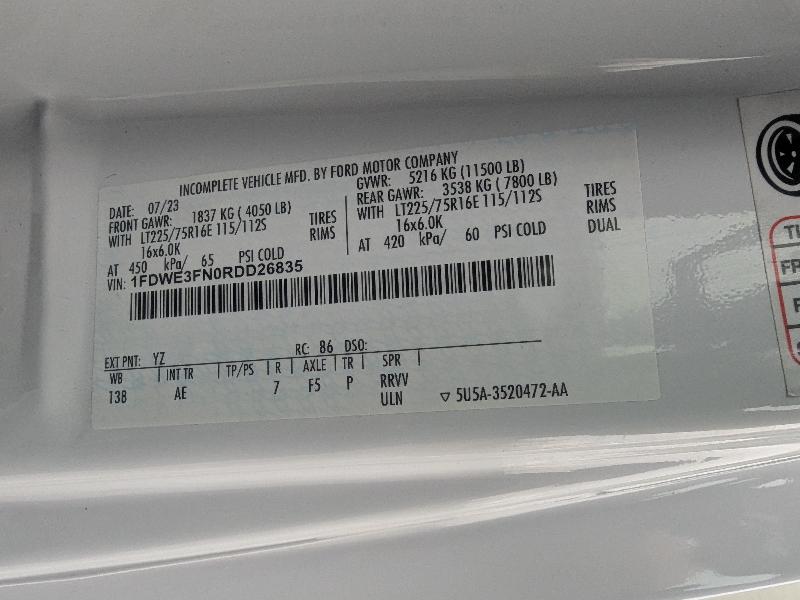 INCOMPLETE VEHICLE MFD. BY FORD MOTOR COMPANY
DATE: 07/23
FRONT GAWR: 1837 KG ( 4050 LB)
WITH LT225/75R16E 115/112S TIRES
16x6.0K RIMS
AT 450 kPa/ 65 PSI COLD
GVWR: 5216 KG (11500 LB)
REAR GAWR: 3538 KG ( 7800 LB)
WITH LT225/75R16E 115/112S TIRES
16x6.0K RIMS
AT 420 kPa/ 60 PSI COLD DUAL
VIN: 1FDWE3FN0RDD26835
EXT PNT: YZ RC: 86 DSO:
WB INT TR TP/PS R AXLE TR SPR
138 AE 7 F5 P RRVV
ULN
▽ 5U5A-3520472-AA